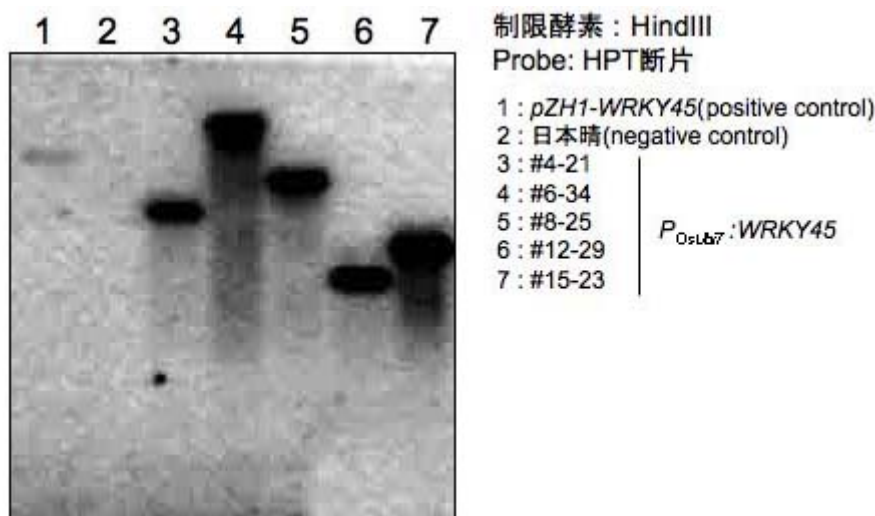 1 2 3 4 5 6 7
制限酵素 : HindIII
Probe: HPT断片
1 : pZH1-WRKY45(positive control)
2 : 日本晴(negative control)
3 : #4-21
4 : #6-34
5 : #8-25
6 : #12-29
7 : #15-23
POsUb7:WRKY45